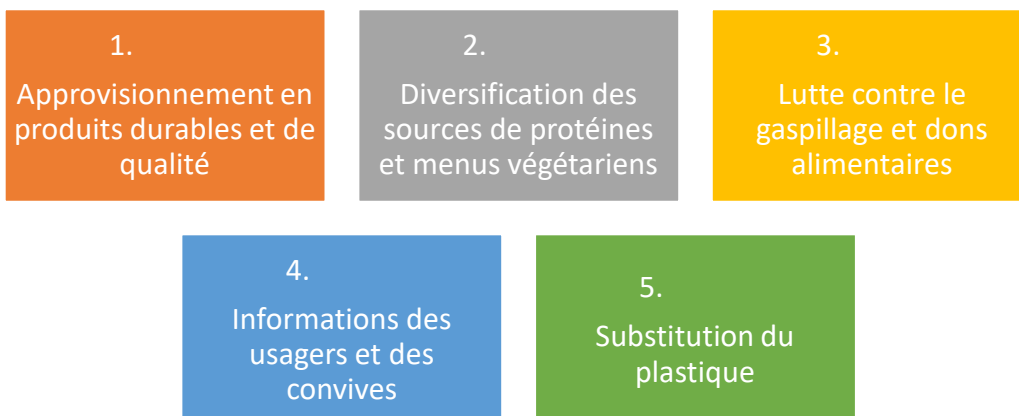 1.
Approvisionnement en
produits durables et de
qualité
2.
Diversification des
sources de protéines
et menus végétariens
3.
Lutte contre le
gaspillage et dons
alimentaires
4.
Informations des
usagers et des
convives
5.
Substitution du
plastique